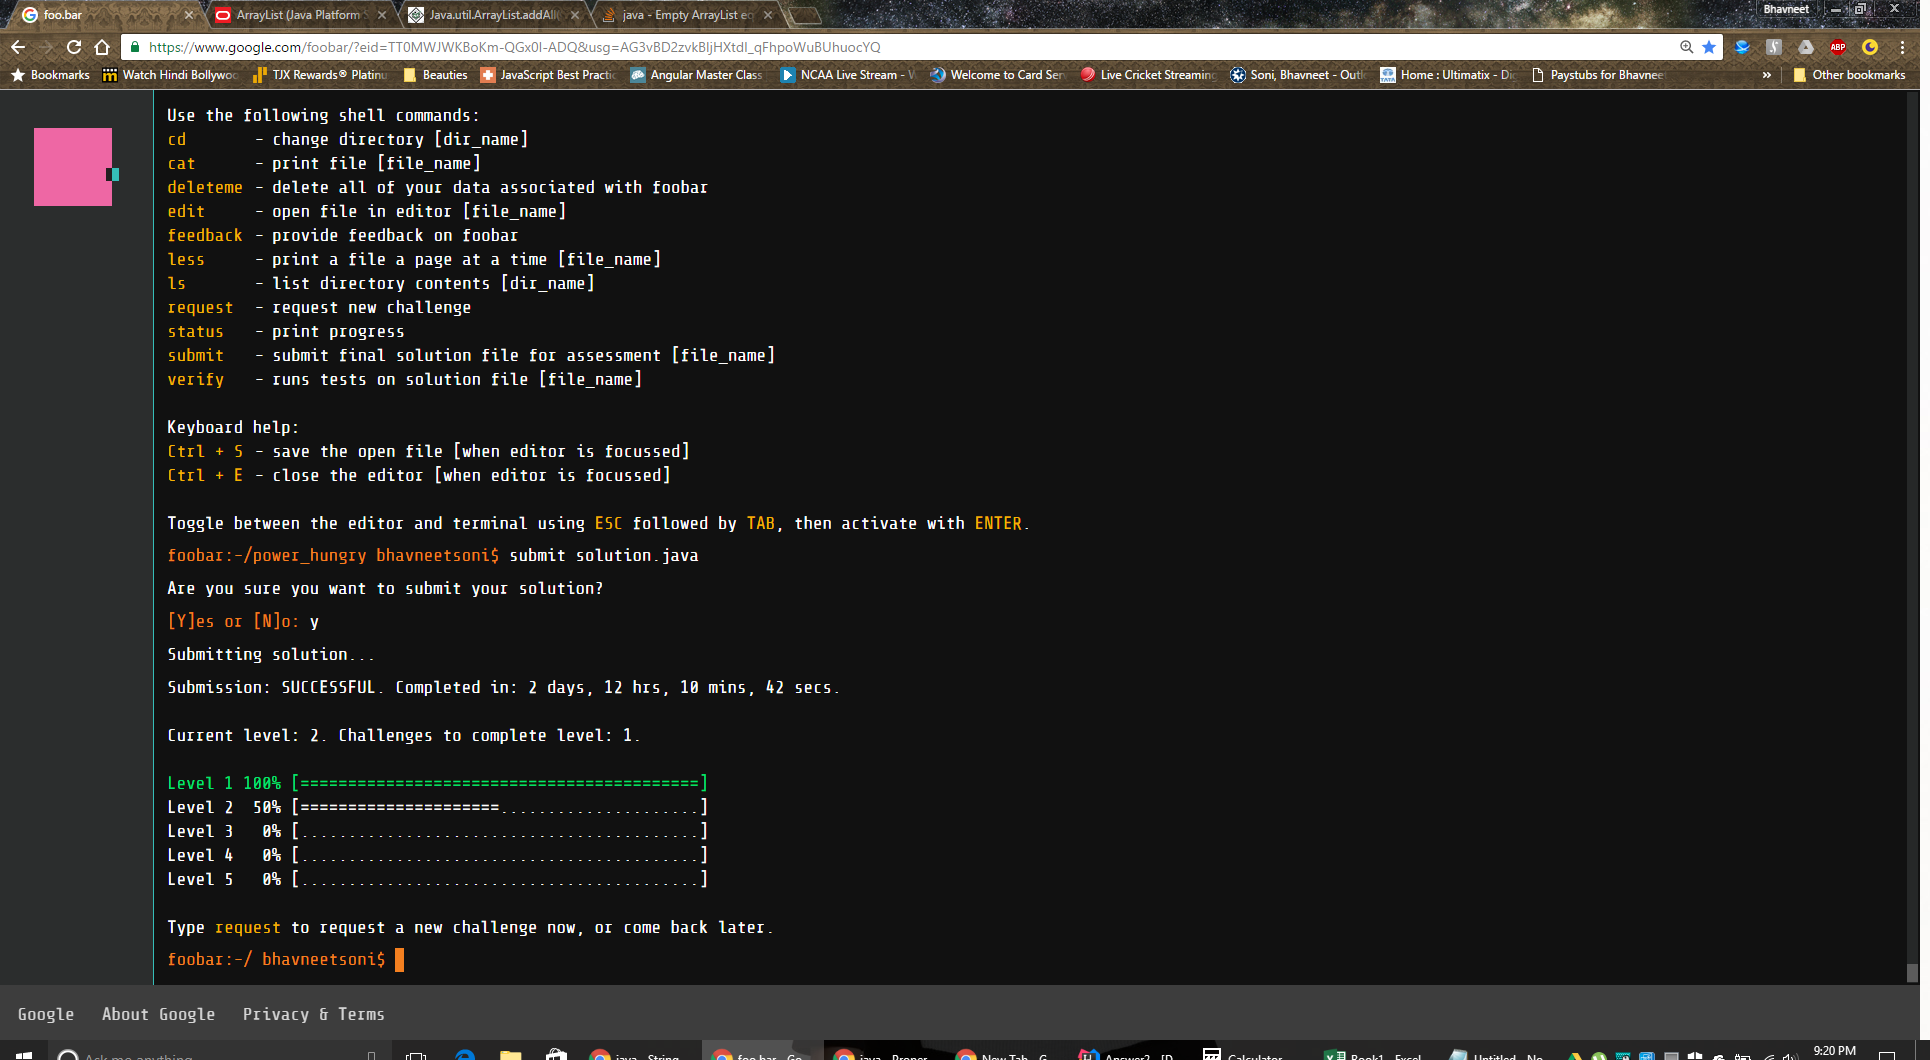 foo.bar
ArrayList (Java Platform
Java.util.ArrayList.addAll(
java - Empty ArrayList eq
Bhavneet
https://www.google.com/foobar/?eid=
Bookmarks
Watch Hindi Bollywoo
TJX Rewards® Platinu
Beauties
JavaScript Best Practic
Angular Master Class
NCAA Live Stream -
Welcome to Card Ser
Live Cricket Streaming
Soni, Bhavneet - Outl
Home : Ultimatix - Di
Paystubs for Bhavnee
»
Other bookmarks
Use the following shell commands:
cd - change directory [dir_name]
cat - print file [file_name]
deleteme - delete all of your data associated with foobar
edit - open file in editor [file_name]
feedback - provide feedback on foobar
less - print a file a page at a time [file_name]
ls - list directory contents [dir_name]
request - request new challenge
status - print progress
submit - submit final solution file for assessment [file_name]
verify - runs tests on solution file [file_name]
Keyboard help:
Ctrl + S - save the open file [when editor is focussed]
Ctrl + E - close the editor [when editor is focussed]
Toggle between the editor and terminal using ESC followed by TAB, then activate with ENTER.
foobar:~/power_hungry bhavneetsoni$ submit solution.java
Are you sure you want to submit your solution?
[Y]es or [N]o: y
Submitting solution...
Submission: SUCCESSFUL. Completed in: 2 days, 12 hrs, 10 mins, 42 secs.
Current level: 2. Challenges to complete level: 1.
Level 1 100% [==========================================]
Level 2 50% [=====================.....................]
Level 3 0% [..........................................]
Level 4 0% [..........................................]
Level 5 0% [..........................................]
Type request to request a new challenge now, or come back later.
foobar:~/ bhavneetsoni$
Google About Google Privacy & Terms
Ask me anything
java - String
foo.bar - Go
java - Proper
New Tab - G
Answer2 - [D
Calculator
Book1 - Excel
Untitled - No
9:20 PM